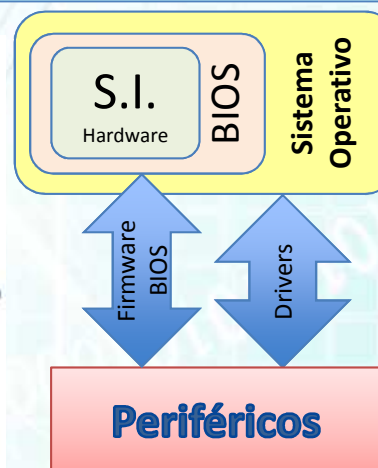 S.I.
Hardware
BIOS
Sistema
Operativo
Firmware
BIOS
Drivers
Periféricos